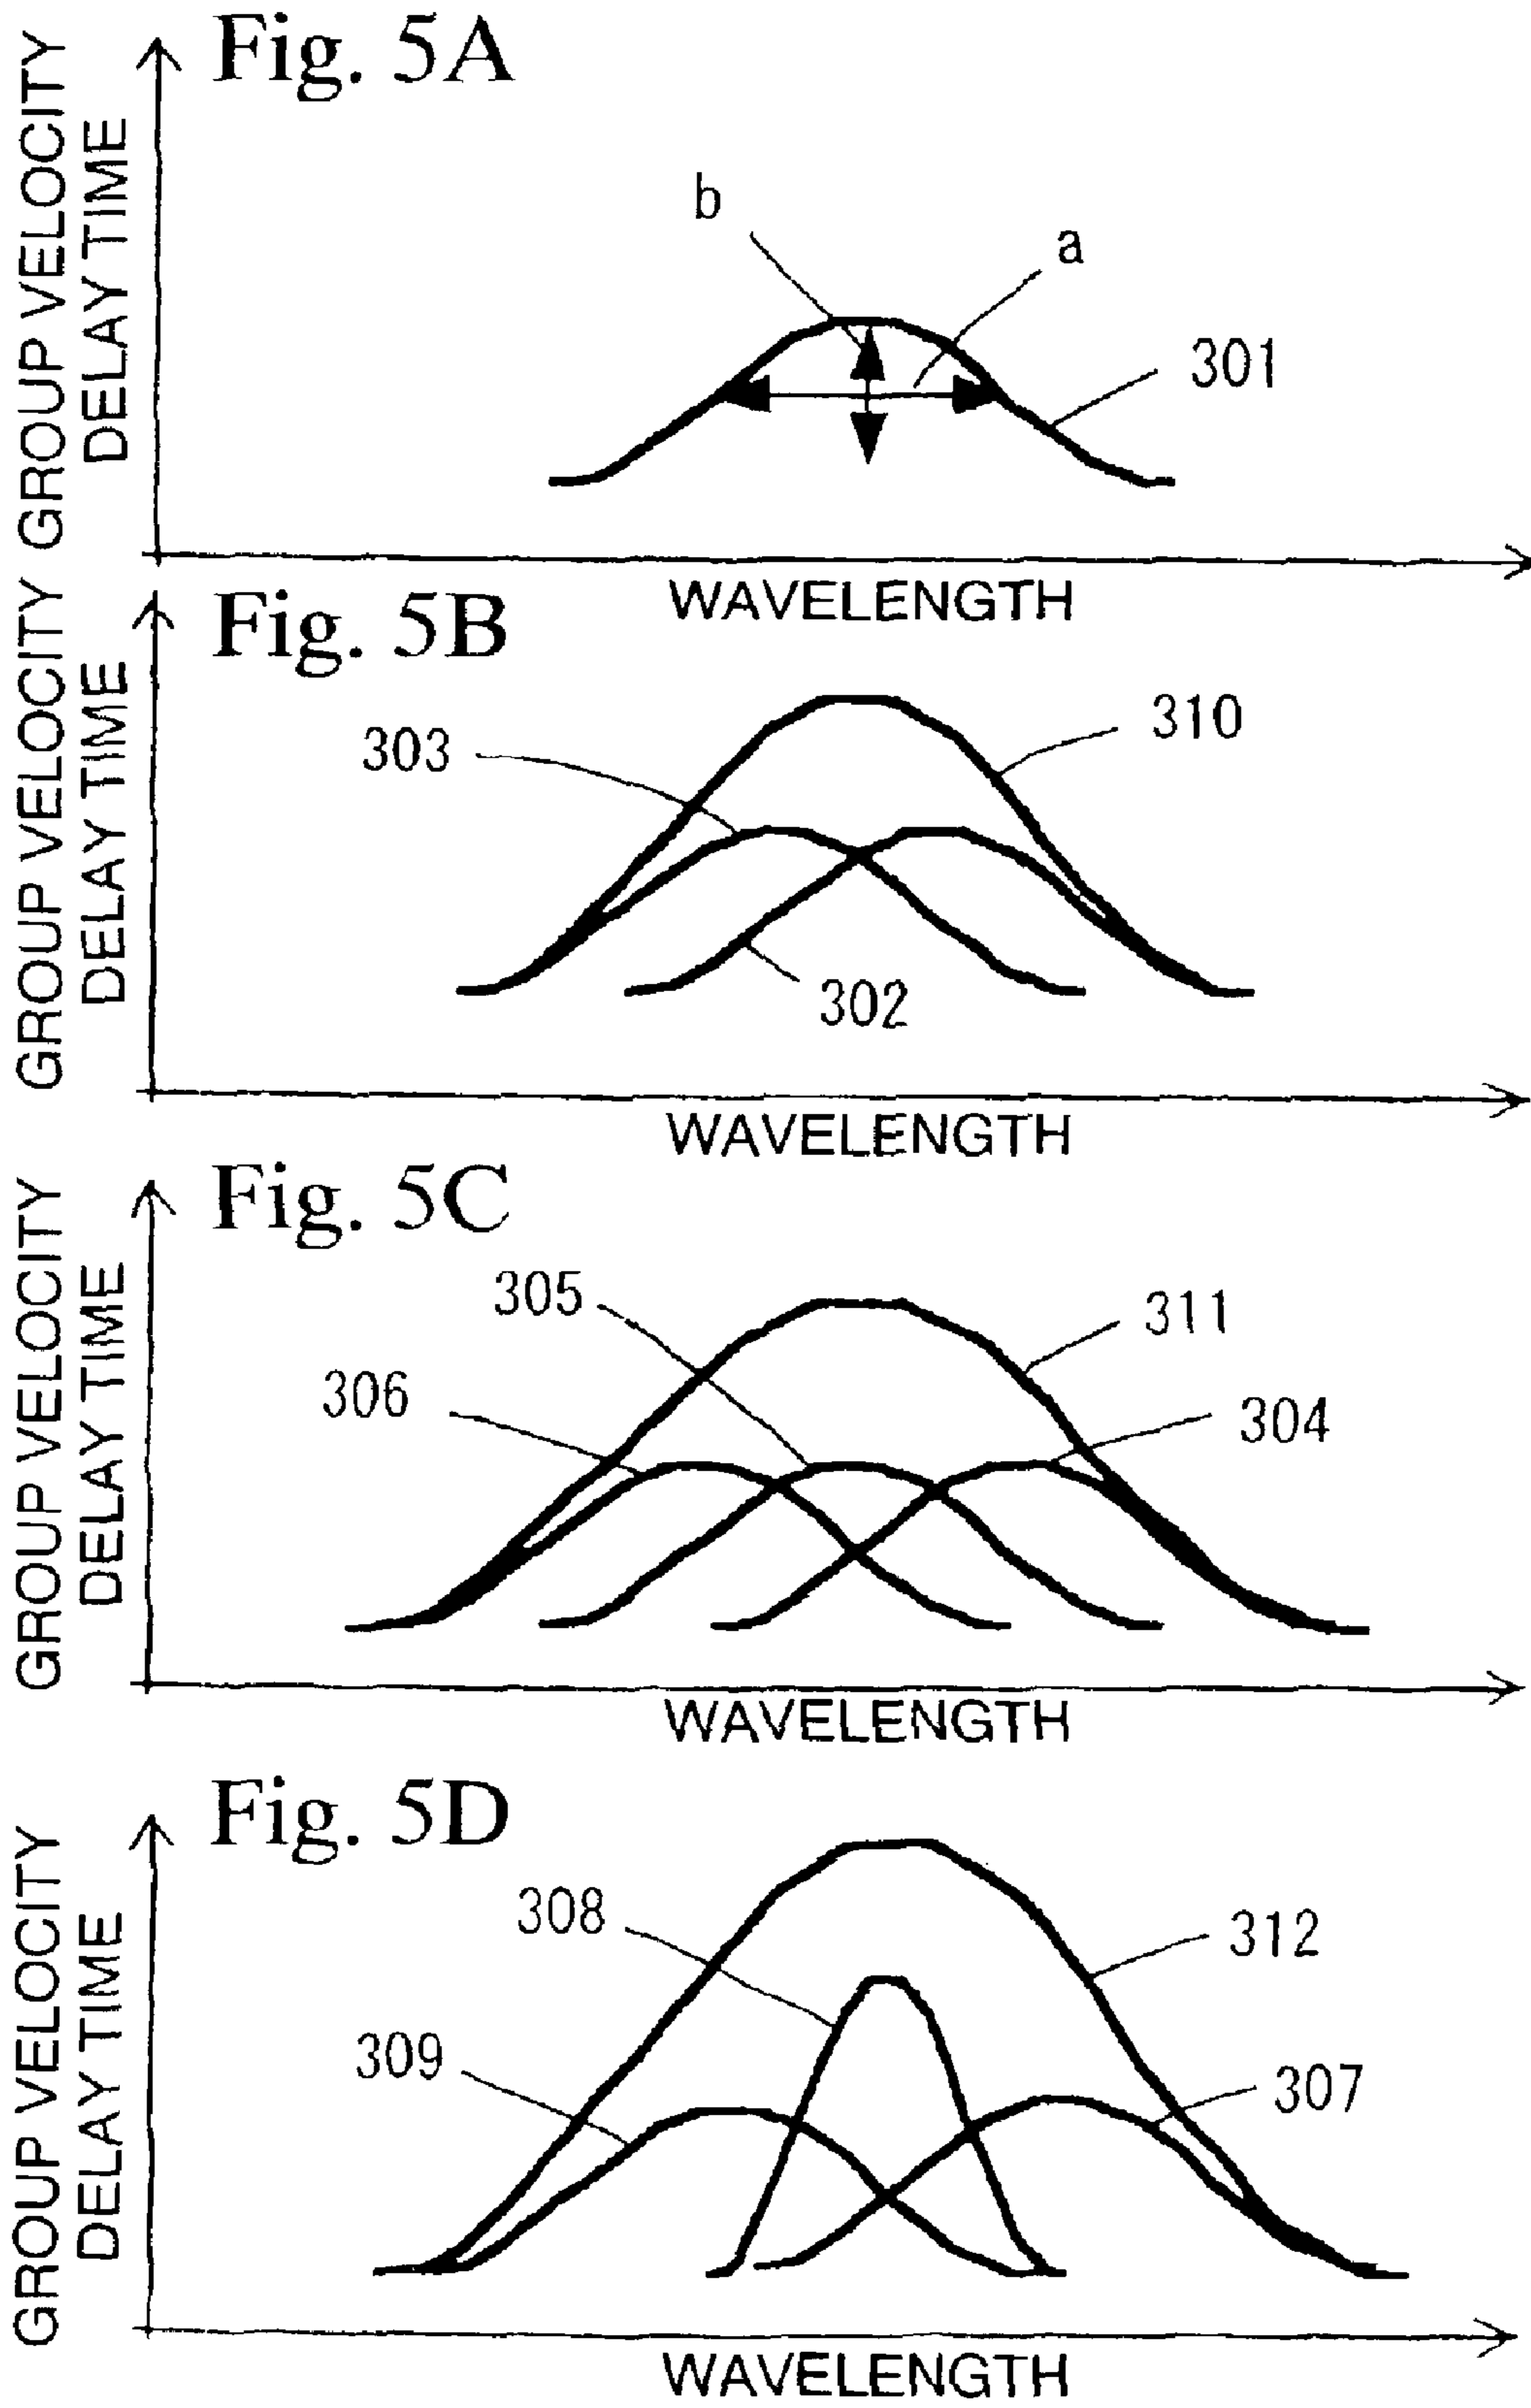 Fig. 5A
GROUP VELOCITY
DELAY TIME
b
a
301
WAVELENGTH
Fig. 5B
GROUP VELOCITY
DELAY TIME
303
310
302
WAVELENGTH
Fig. 5C
GROUP VELOCITY
DELAY TIME
305
311
306
304
WAVELENGTH
Fig. 5D
GROUP VELOCITY
DELAY TIME
308
312
309
307
WAVELENGTH